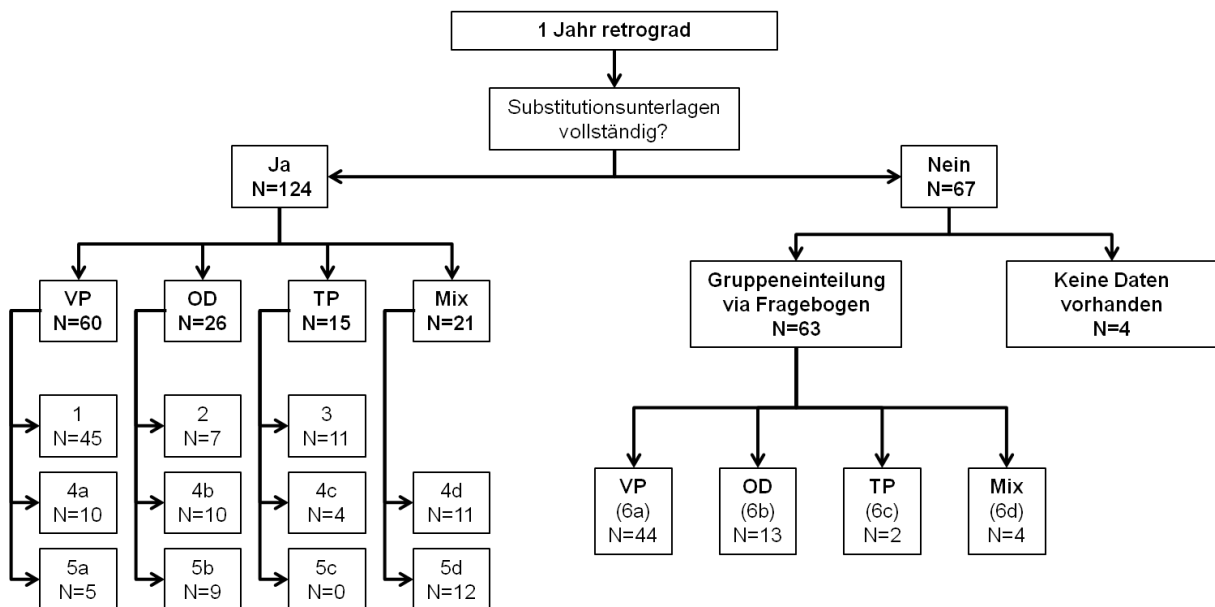 1 Jahr retrograd
Substitutionsunterlagen
vollständig?
Ja
N=124
Nein
N=67
VP
N=60
OD
N=26
TP
N=15
Mix
N=21
Gruppeneinteilung
via Fragebogen
N=63
Keine Daten
vorhanden
N=4
1
N=45
2
N=7
3
N=11
4a
N=10
4b
N=10
4c
N=4
4d
N=11
5a
N=5
5b
N=9
5c
N=0
5d
N=12
VP
(6a)
N=44
OD
(6b)
N=13
TP
(6c)
N=2
Mix
(6d)
N=4